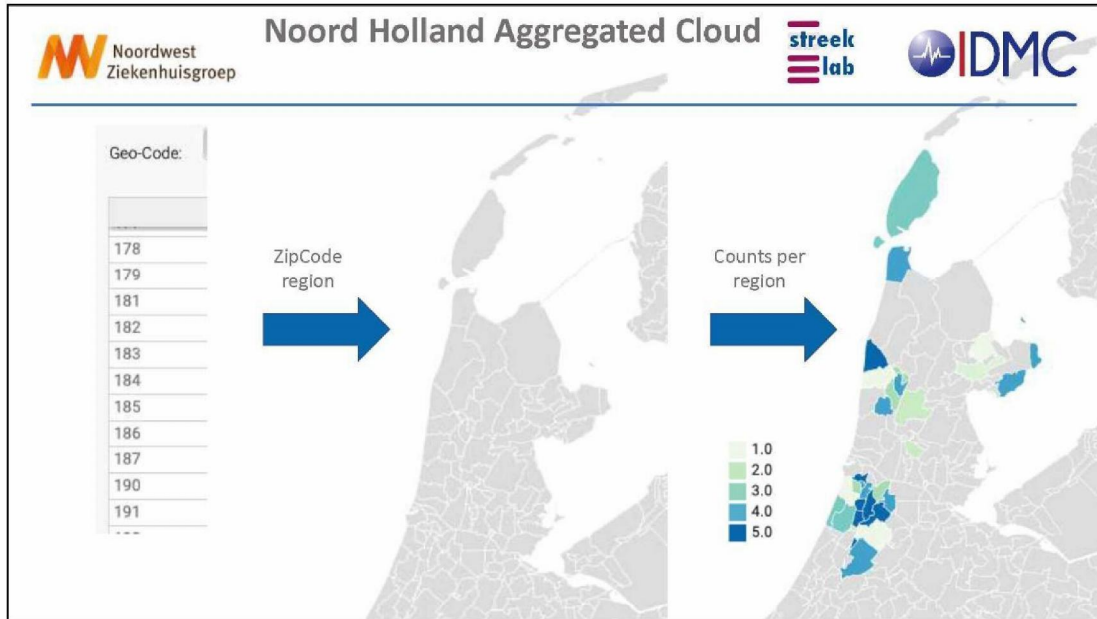 Noord Holland Aggregated Cloud
Noordwest
Ziekenhuisgroep
streek
lab
IDMC
Geo-Code:
178
179
181
182
183
184
185
186
187
190
191
ZipCode
region
Counts per
region
1.0
2.0
3.0
4.0
5.0